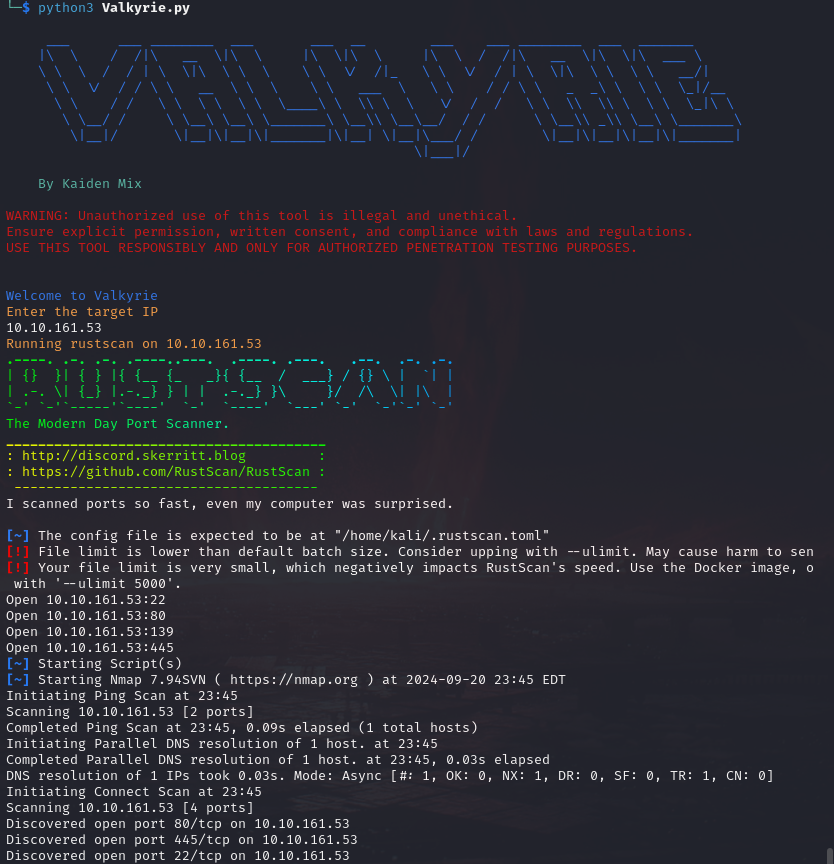 └─$ python3 Valkyrie.py
VALKYRIE
By Kaiden Mix
WARNING: Unauthorized use of this tool is illegal and unethical.
Ensure explicit permission, written consent, and compliance with laws and regulations.
USE THIS TOOL RESPONSIBLY AND ONLY FOR AUTHORIZED PENETRATION TESTING PURPOSES.
Welcome to Valkyrie
Enter the target IP
10.10.161.53
Running rustscan on 10.10.161.53
RUSTSCAN
The Modern Day Port Scanner.
: http://discord.skerritt.blog :
: https://github.com/RustScan/RustScan :
I scanned ports so fast, even my computer was surprised.
[~] The config file is expected to be at "/home/kali/.rustscan.toml"
[!] File limit is lower than default batch size. Consider upping with --ulimit. May cause harm to sen
[!] Your file limit is very small, which negatively impacts RustScan's speed. Use the Docker image, o
with '--ulimit 5000'.
Open 10.10.161.53:22
Open 10.10.161.53:80
Open 10.10.161.53:139
Open 10.10.161.53:445
[~] Starting Script(s)
[~] Starting Nmap 7.94SVN ( https://nmap.org ) at 2024-09-20 23:45 EDT
Initiating Ping Scan at 23:45
Scanning 10.10.161.53 [2 ports]
Completed Ping Scan at 23:45, 0.09s elapsed (1 total hosts)
Initiating Parallel DNS resolution of 1 host. at 23:45
Completed Parallel DNS resolution of 1 host. at 23:45, 0.03s elapsed
DNS resolution of 1 IPs took 0.03s. Mode: Async [#: 1, OK: 0, NX: 1, DR: 0, SF: 0, TR: 1, CN: 0]
Initiating Connect Scan at 23:45
Scanning 10.10.161.53 [4 ports]
Discovered open port 80/tcp on 10.10.161.53
Discovered open port 445/tcp on 10.10.161.53
Discovered open port 22/tcp on 10.10.161.53